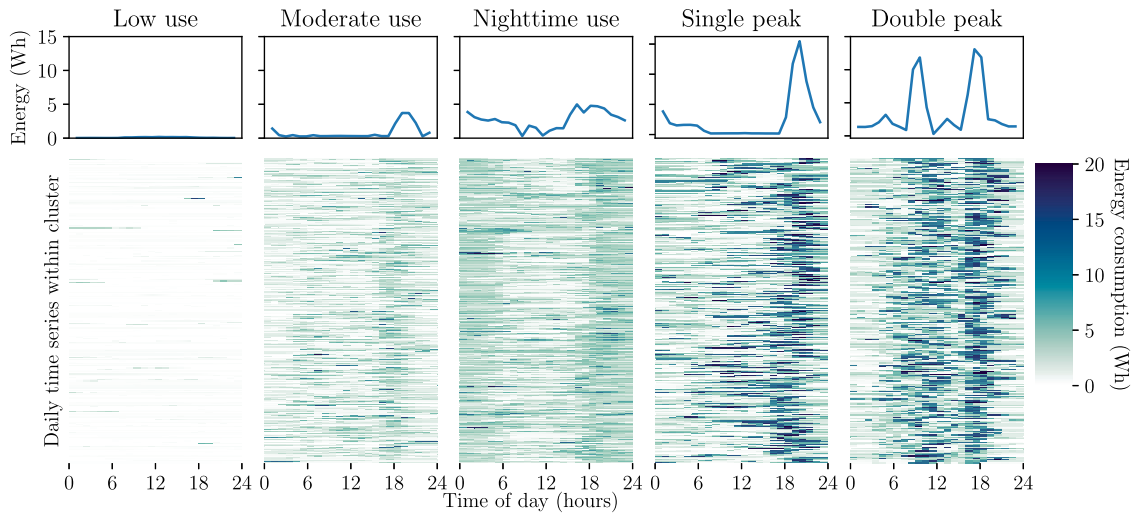 Low use
Moderate use
Nighttime use
Single peak
Double peak
Energy (Wh)
15
10
5
0
Daily time series within cluster
20
15
10
5
0
Energy consumption (Wh)
0 6 12 18 24
0 6 12 18 24
0 6 12 18 24
0 6 12 18 24
0 6 12 18 24
Time of day (hours)